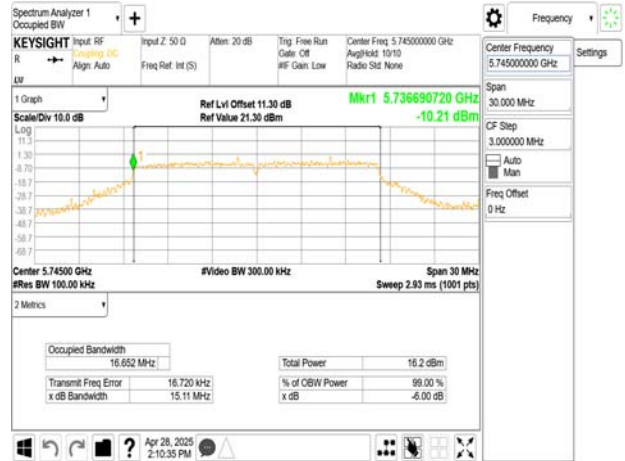 Spectrum Analyzer 1
Occupied BW
Frequency
KEYSIGHT
R
Input: RF
Coupling: DC
Align: Auto
Input Z: 50 Ω
Freq Ref: Int (S)
Atten: 20 dB
Trig: Free Run
Gate: Off
#IF Gain: Low
Center Freq: 5.745000000 GHz
Avg|Hold: 10/10
Radio Std: None
Center Frequency
5.745000000 GHz
Settings
Span
30.000 MHz
CF Step
3.000000 MHz
Auto
Man
Freq Offset
0 Hz
1 Graph
Scale/Div 10.0 dB
Ref Lvl Offset 11.30 dB
Ref Value 21.30 dBm
Mkr1 5.736690720 GHz
-10.21 dBm
Log
11.3
1.30
-8.70
-18.7
-28.7
-38.7
-48.7
-58.7
-68.7
1
Center 5.74500 GHz
#Res BW 100.00 kHz
#Video BW 300.00 kHz
Span 30 MHz
Sweep 2.93 ms (1001 pts)
2 Metrics
Occupied Bandwidth
16.652 MHz
Total Power 16.2 dBm
Transmit Freq Error 16.720 kHz
% of OBW Power 99.00 %
x dB Bandwidth 15.11 MHz
x dB -6.00 dB
Apr 28, 2025
2:10:35 PM